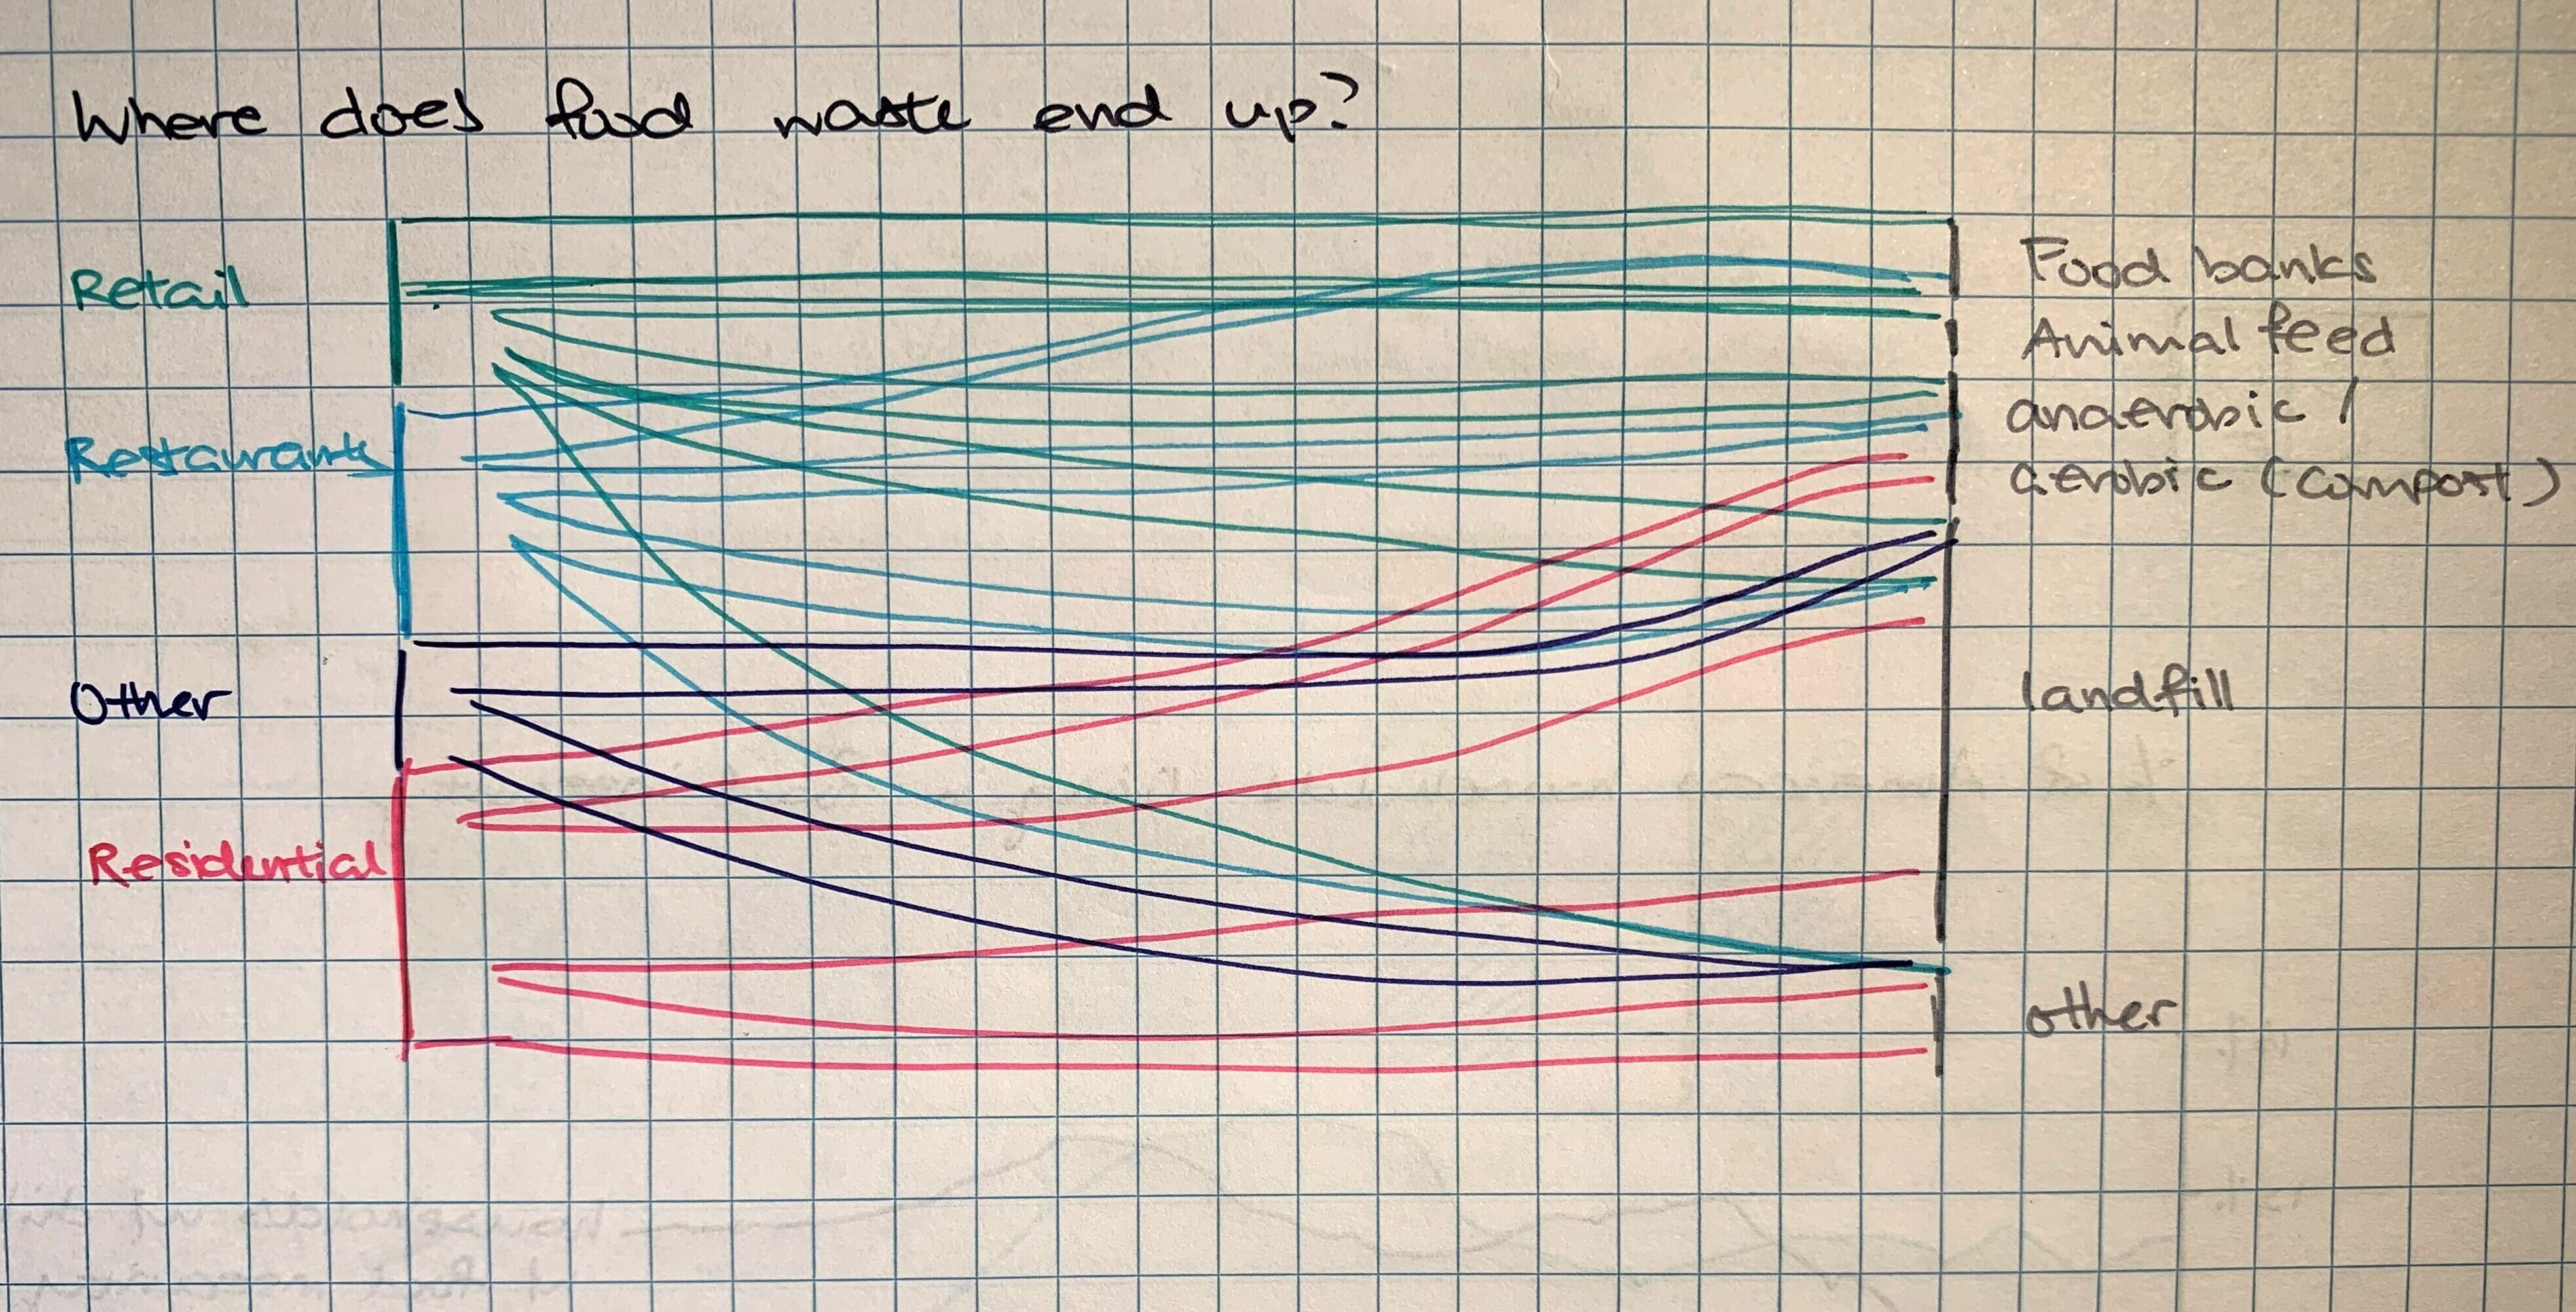 Where does food waste end up?
Retail
Restaurants
Other
Residential
Food banks
Animal feed
anaerobic /
aerobic (compost)
landfill
other